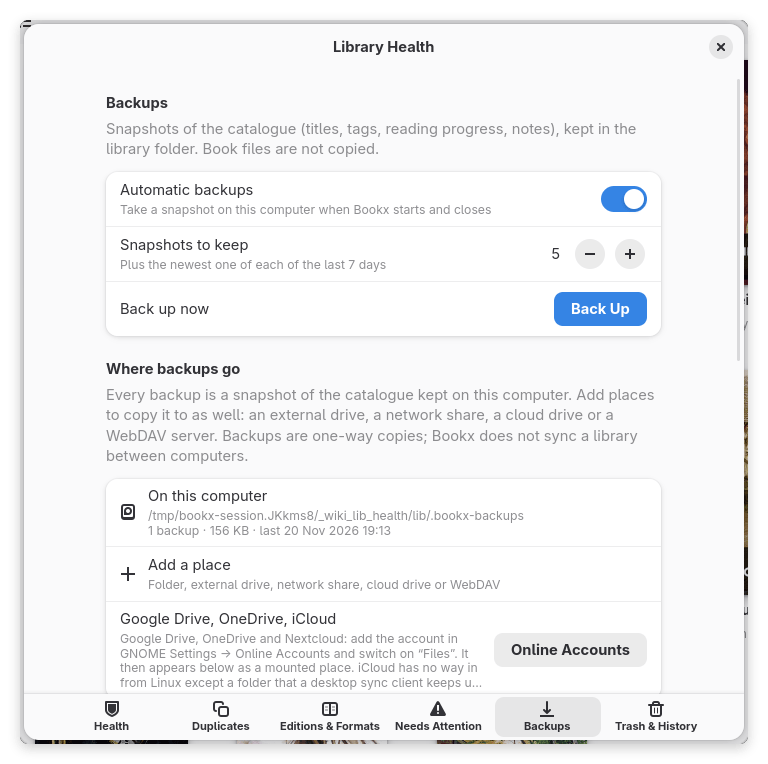 Library Health
Backups
Snapshots of the catalogue (titles, tags, reading progress, notes), kept in the
library folder. Book files are not copied.
Automatic backups
Take a snapshot on this computer when Bookx starts and closes
Snapshots to keep
Plus the newest one of each of the last 7 days
5
Back up now
Back Up
Where backups go
Every backup is a snapshot of the catalogue kept on this computer. Add places
to copy it to as well: an external drive, a network share, a cloud drive or a
WebDAV server. Backups are one-way copies; Bookx does not sync a library
between computers.
On this computer
/tmp/bookx-session.JKkms8/_wiki_lib_health/lib/.bookx-backups
1 backup · 156 KB · last 20 Nov 2026 19:13
Add a place
Folder, external drive, network share, cloud drive or WebDAV
Google Drive, OneDrive, iCloud
Google Drive, OneDrive and Nextcloud: add the account in
GNOME Settings → Online Accounts and switch on “Files”. It
then appears below as a mounted place. iCloud has no way in
from Linux except a folder that a desktop sync client keeps u…
Online Accounts
Health
Duplicates
Editions & Formats
Needs Attention
Backups
Trash & History